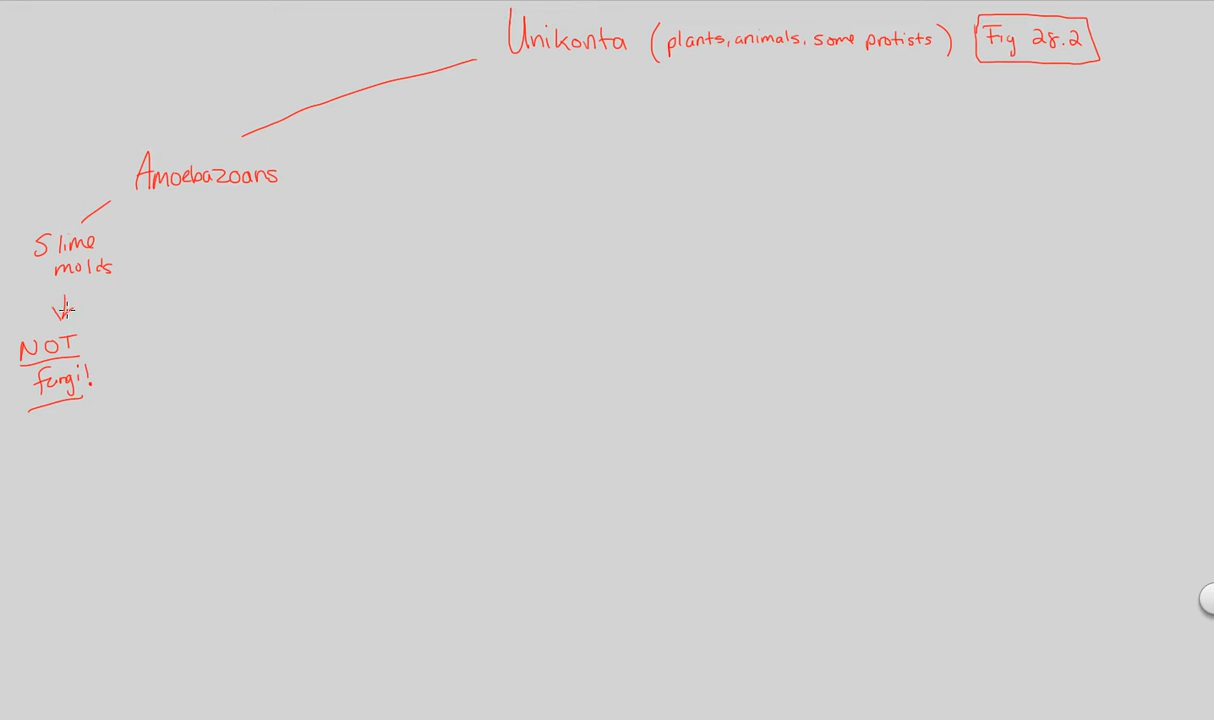 Unikonta (plants, animals, some protists) Fig 28.2
Amoebazoans
Slime
molds
NOT
fungi!